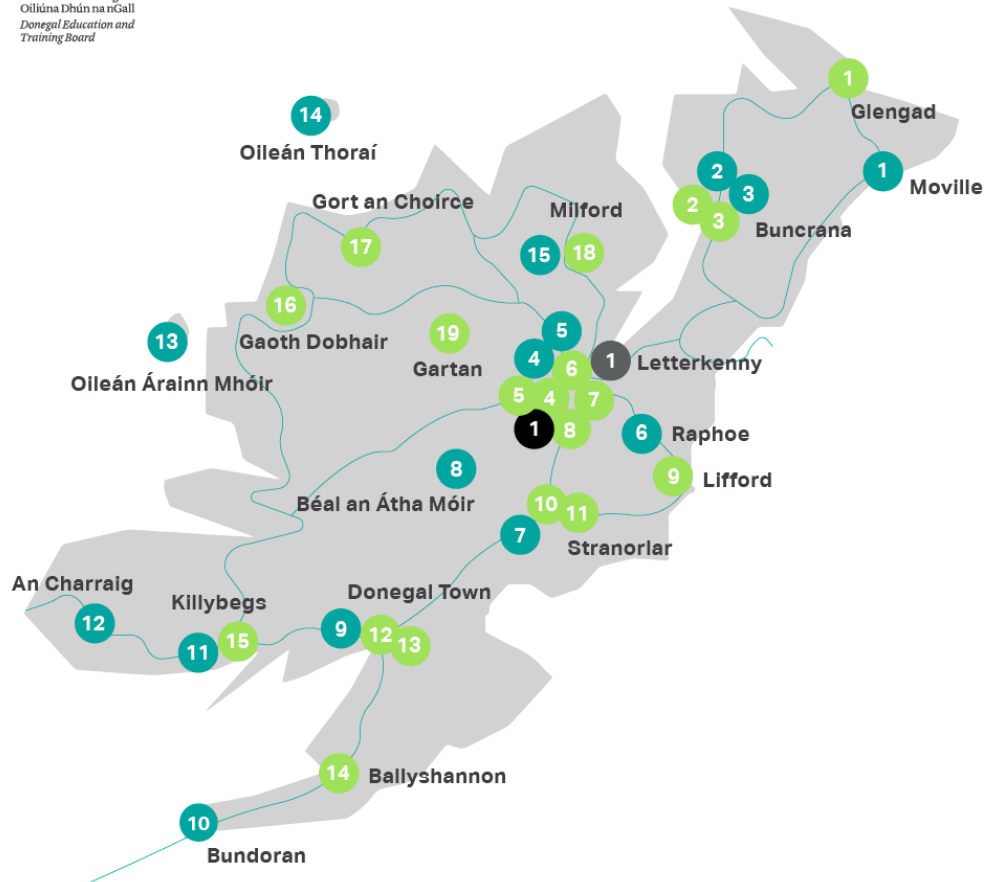 Oiliúna Dhún na nGall
Donegal Education and
Training Board
1
Glengad
14
Oileán Thoraí
2
3
1
Moville
2
3
Buncrana
Gort an Choirce
17
Milford
15
18
16
Gaoth Dobhair
13
Oileán Árainn Mhóir
19
Gartan
5
4
6
1
Letterkenny
5
4
7
1
8
6
Raphoe
8
Béal an Átha Móir
9
Lifford
10
11
7
Stranorlar
An Charraig
12
Killybegs
11
15
Donegal Town
9
12
13
14
Ballyshannon
10
Bundoran